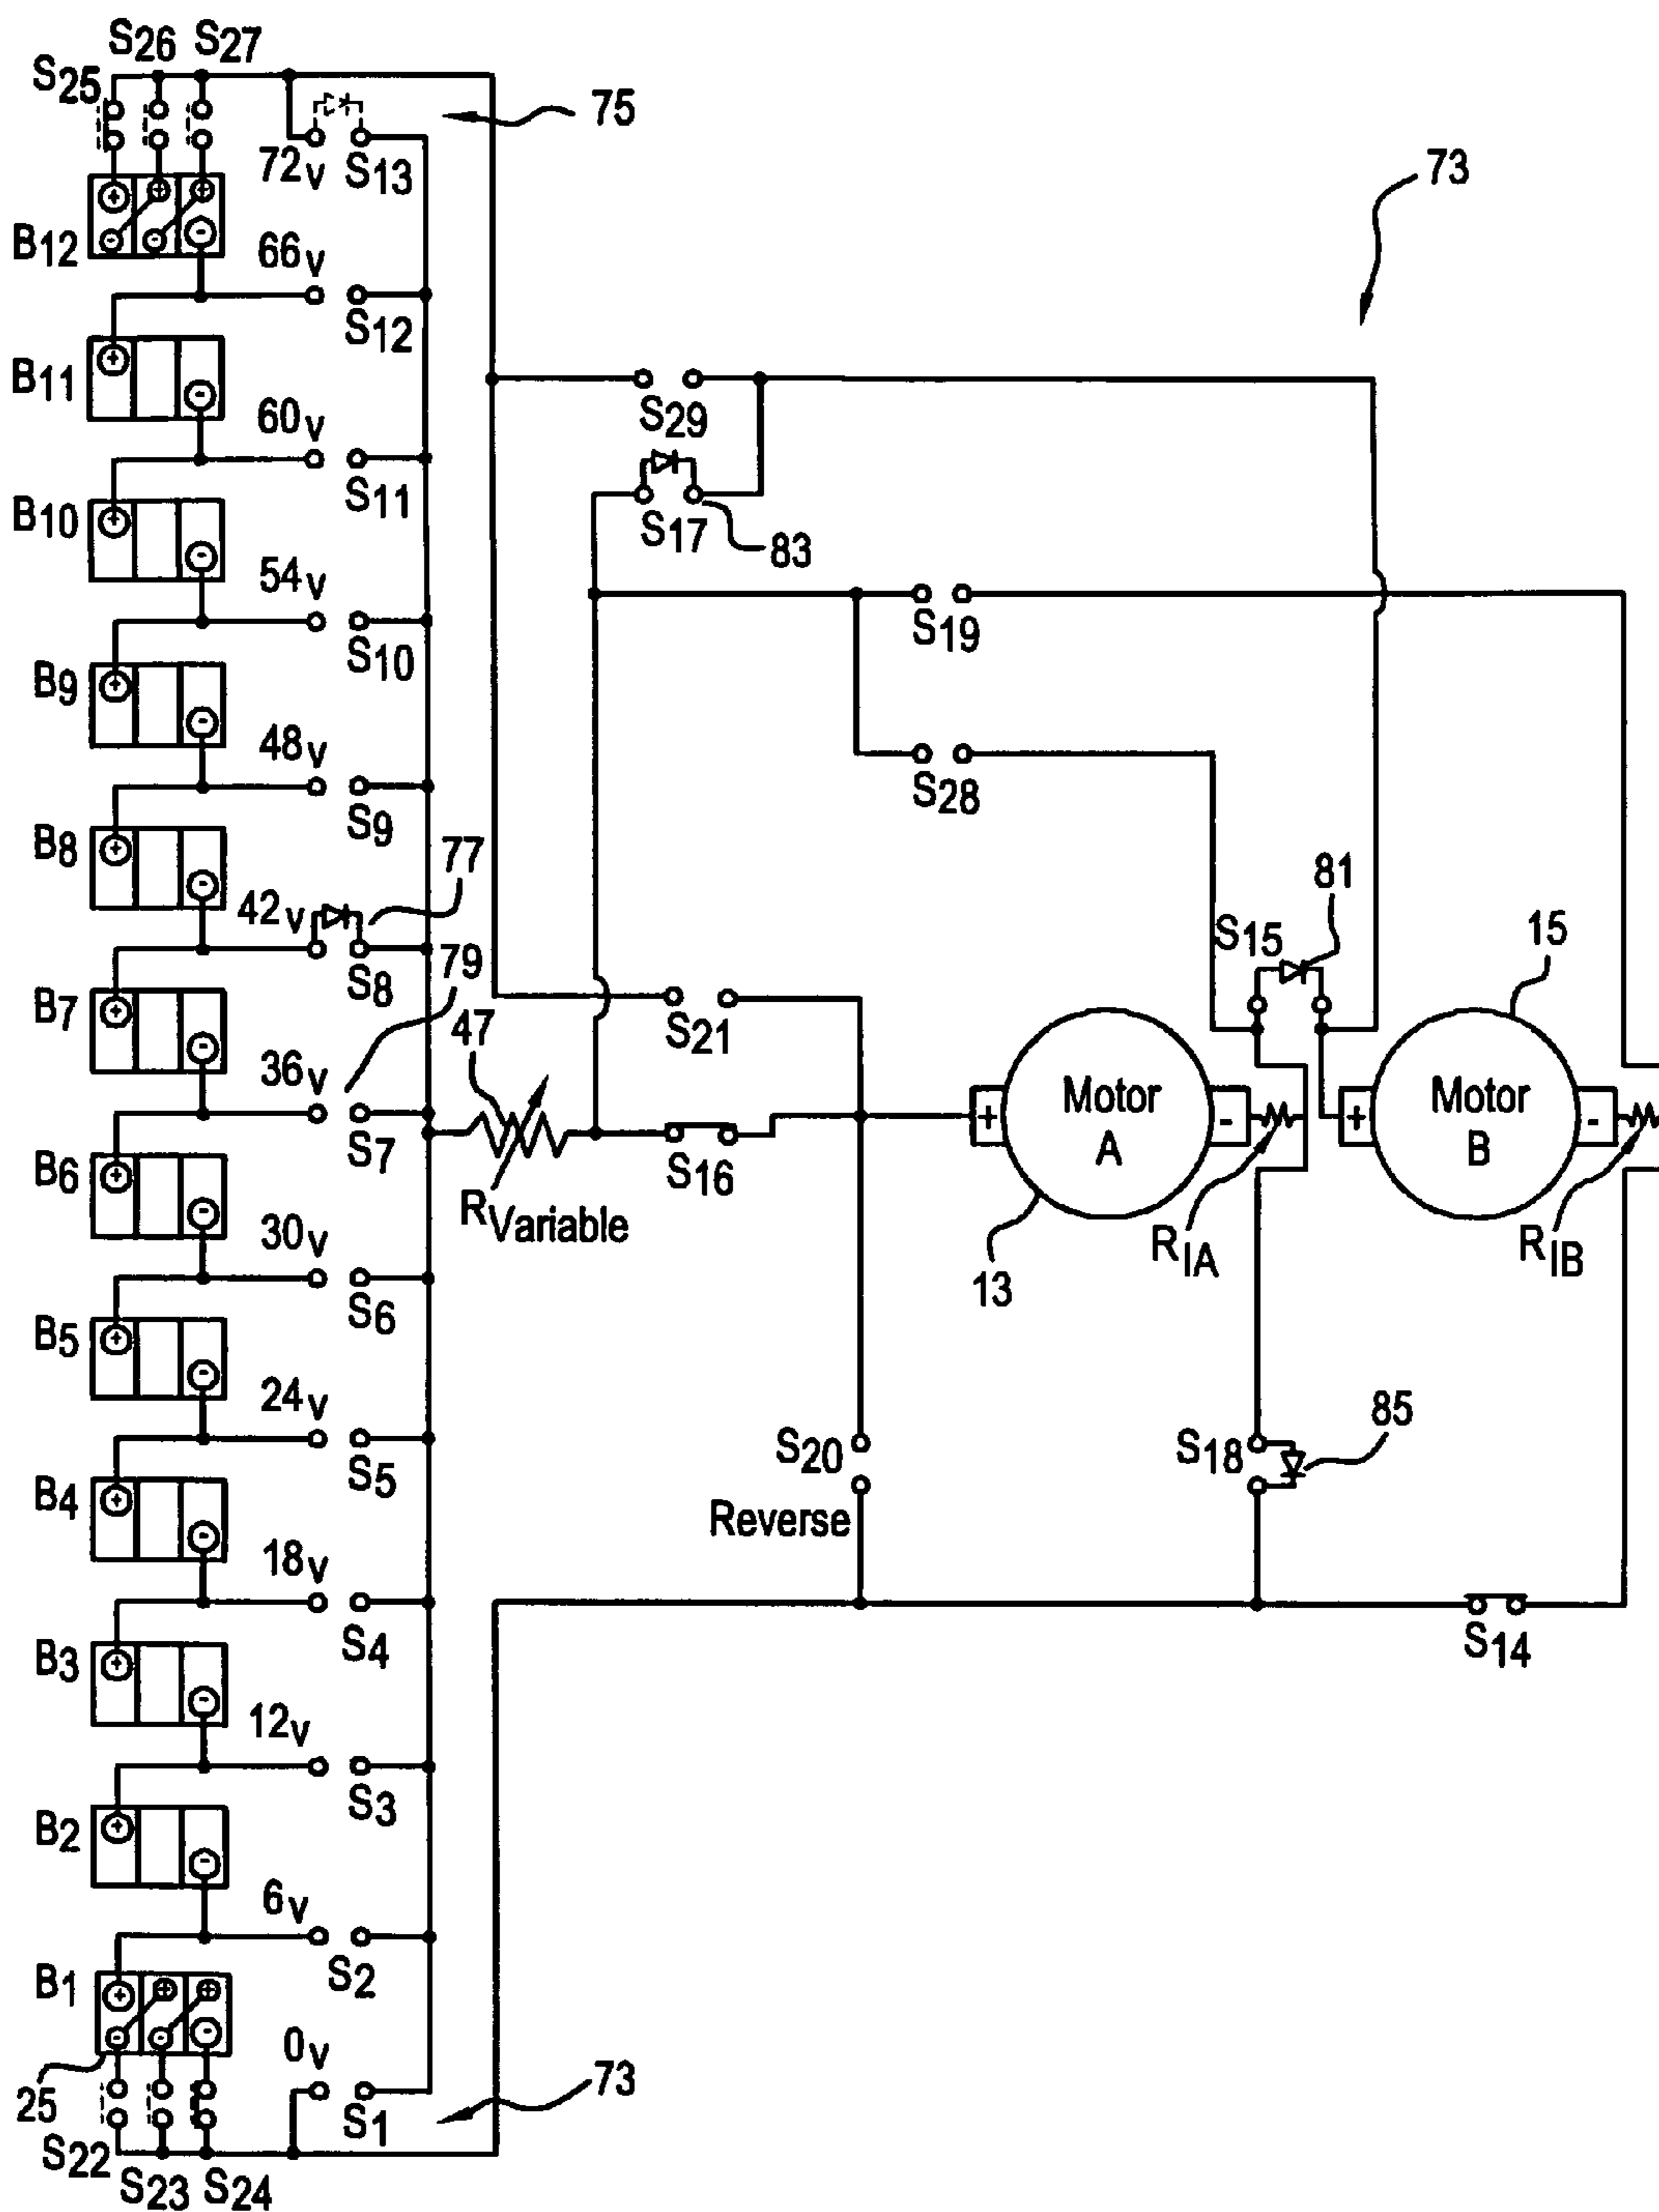 S26 S27
S25
75
72V S13
73
B12
66V
S12
B11
60V
S29
S11
S17
83
B10
54V
S19
S10
B9
48V
S28
S9
B8
77
81
42V
S15
15
S8
79
B7
47
S21
36V
Motor
A
Motor
B
+
-
+
-
S7
S16
B6
RVariable
RIA
RIB
30V
13
S6
B5
24V
85
S20
S18
S5
B4
Reverse
18V
S14
S4
B3
12V
S3
B2
6V
S2
B1
0V
25
73
S1
S22
S23 S24